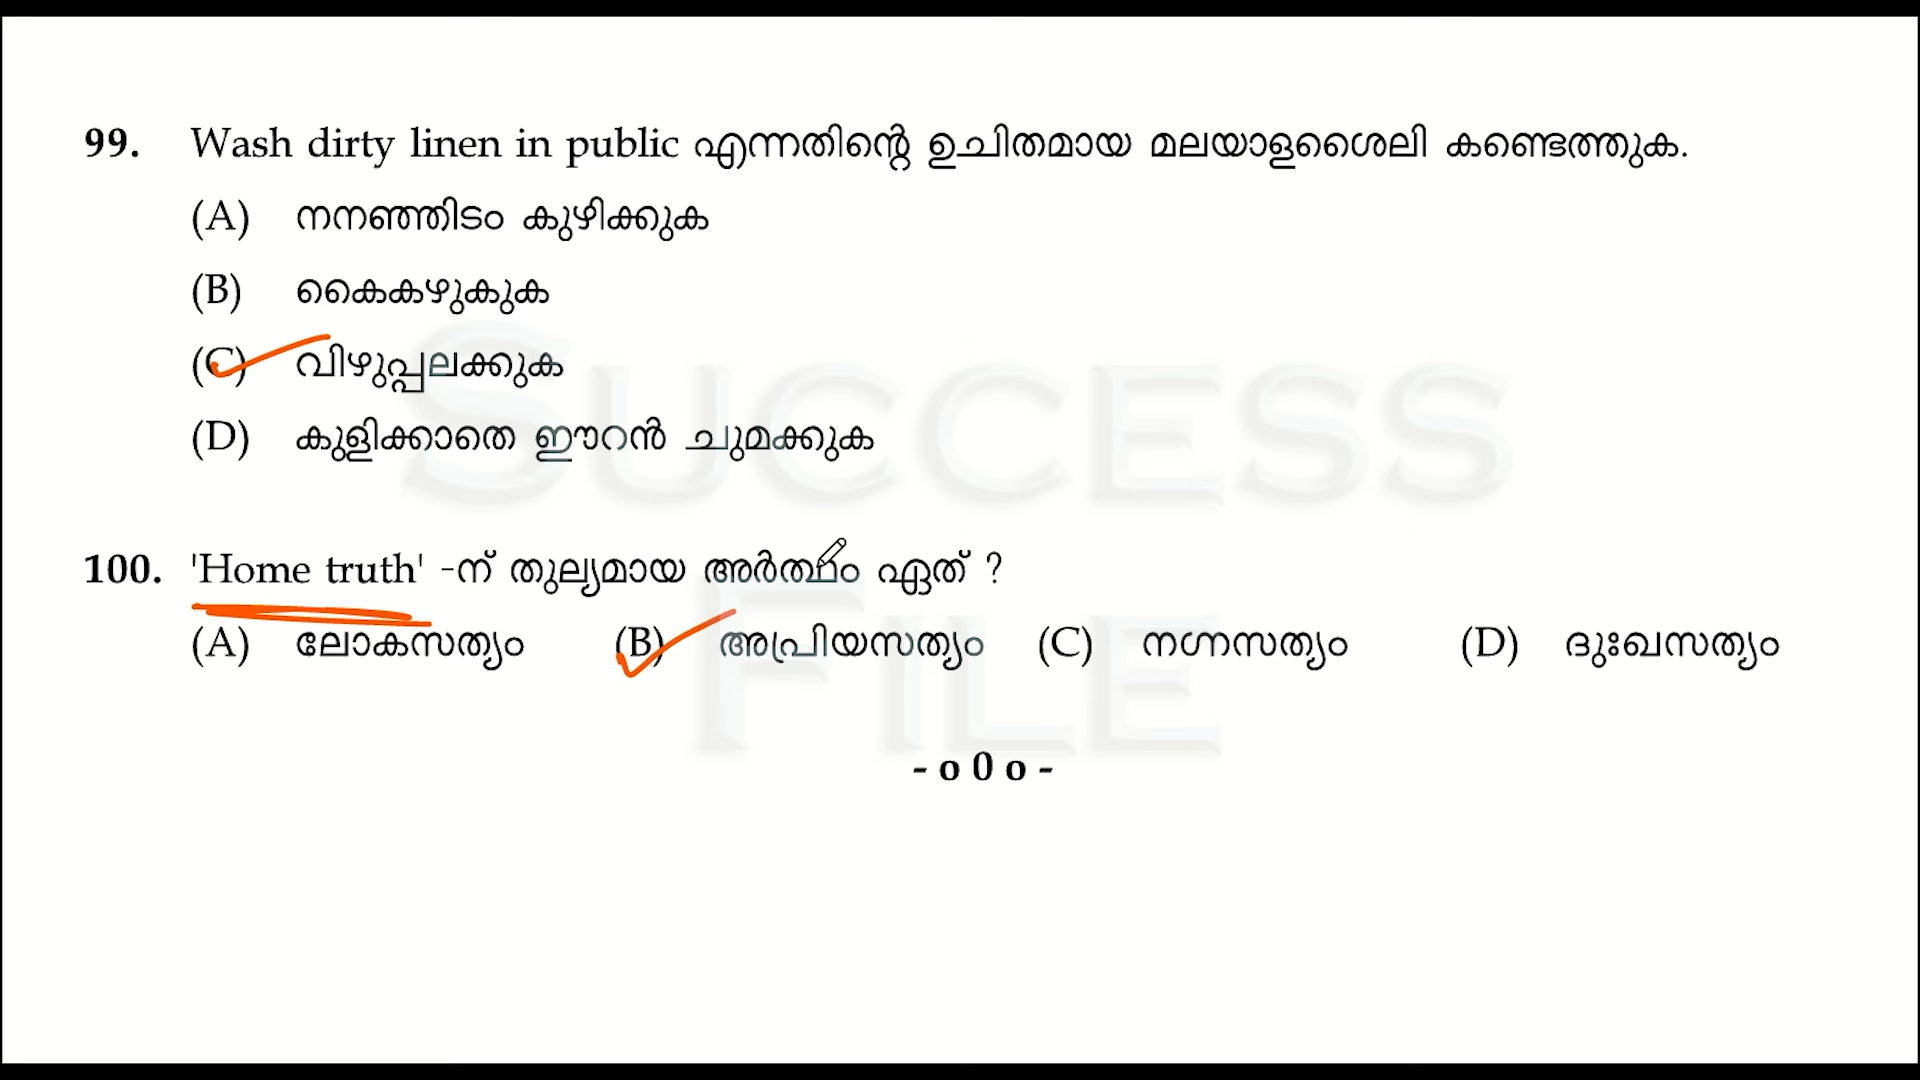 99. Wash dirty linen in public എന്നതിന്റെ ഉചിതമായ മലയാളശൈലി കണ്ടെത്തുക.
(A) നനഞ്ഞിടം കുഴിക്കുക
(B) കൈകഴുകുക
(C) വിഴുപ്പലക്കുക
(D) കുളിക്കാതെ ഈറൻ ചുമക്കുക
SUCCESS
100. 'Home truth' -ന് തുല്യമായ അർത്ഥം ഏത് ?
(A) ലോകസത്യം (B) അപ്രിയസത്യം (C) നഗ്നസത്യം (D) ദുഃഖസത്യം
FILE
- o 0 o -